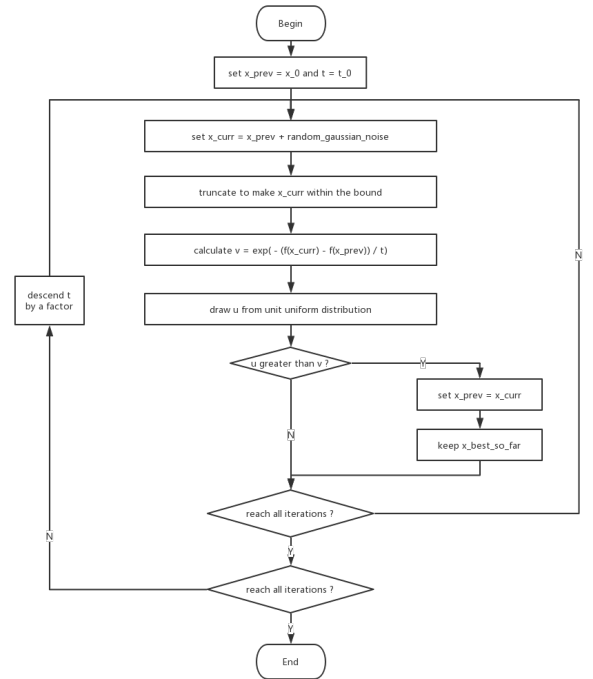 Begin
set x_prev = x_0 and t = t_0
set x_curr = x_prev + random_gaussian_noise
truncate to make x_curr within the bound
calculate v = exp( - (f(x_curr) - f(x_prev)) / t)
N
descend t
by a factor
draw u from unit uniform distribution
u greater than v ?
Y
set x_prev = x_curr
N
keep x_best_so_far
reach all iterations ?
N
Y
reach all iterations ?
Y
End